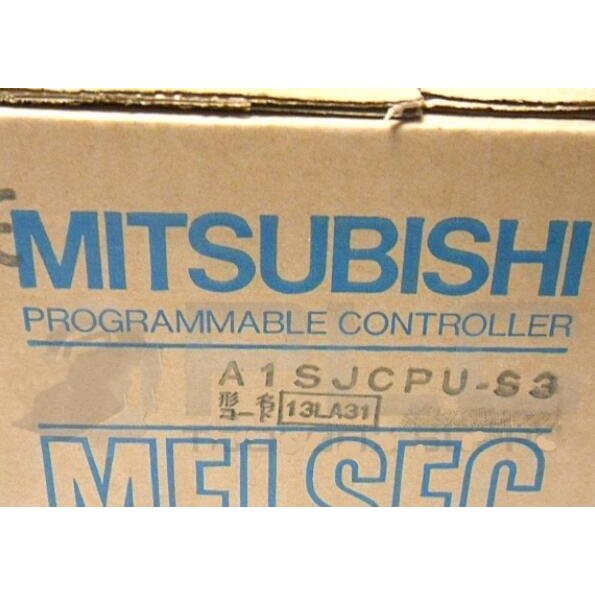 MITSUBISHI
PROGRAMMABLE CONTROLLER
A1SJCPU-S3
形名
コード 13LA31
MELSEC